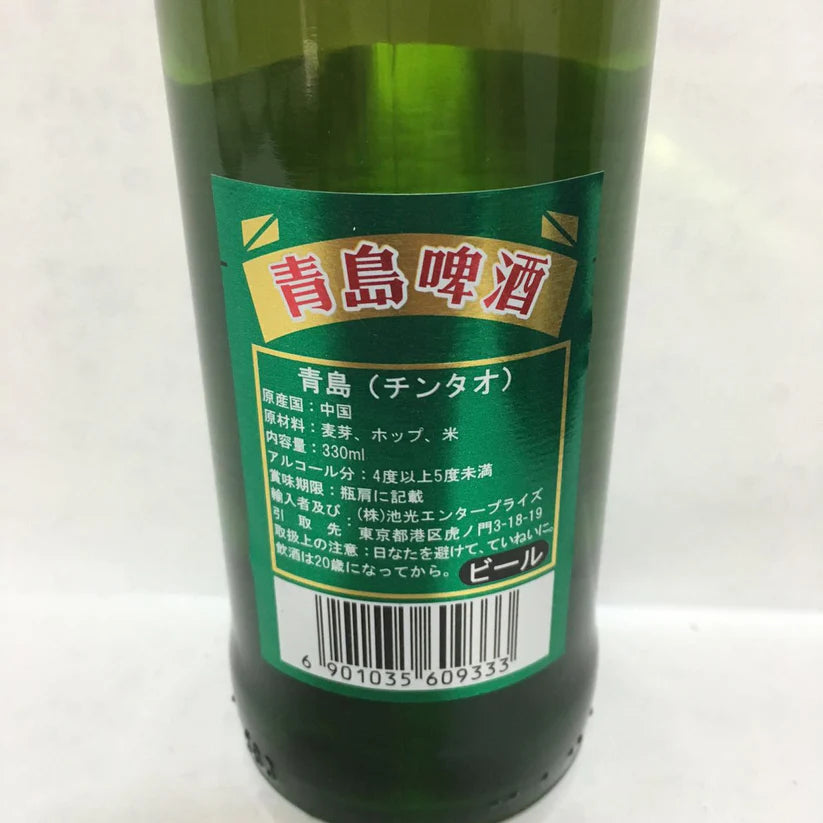 青島啤酒
青島（チンタオ）
原産国：中国
原材料：麦芽、ホップ、米
内容量：330ml
アルコール分：4度以上5度未満
賞味期限：瓶肩に記載
輸入者及び：(株)池光エンタープライズ
引取先　東京都港区虎ノ門3-18-19
取扱上の注意：日なたを避けて、ていねいに。
飲酒は20歳になってから。 ビール
6 901035 609333